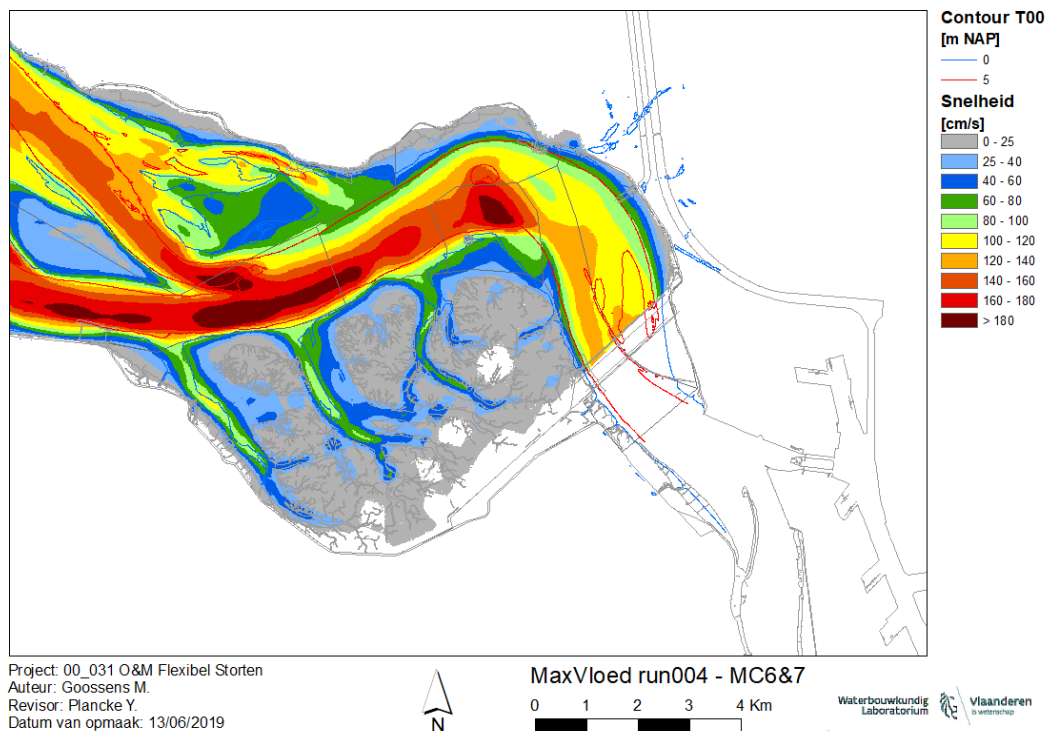 Contour T00
[m NAP]
0
5
Snelheid
[cm/s]
0 - 25
25 - 40
40 - 60
60 - 80
80 - 100
100 - 120
120 - 140
140 - 160
160 - 180
> 180
Project: 00_031 O&M Flexibel Storten
Auteur: Goossens M.
Revisor: Plancke Y.
Datum van opmaak: 13/06/2019
N
MaxVloed run004 - MC6&7
0 1 2 3 4 Km
Waterbouwkundig
Laboratorium
Vlaanderen
is wetenschap